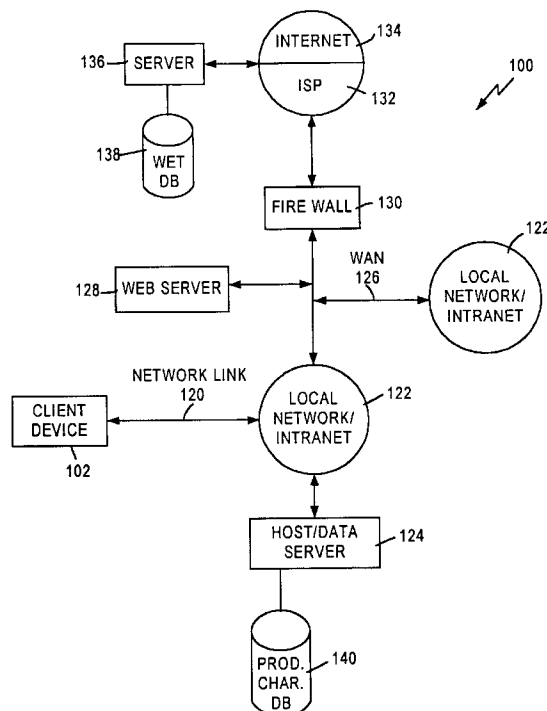 INTERNET
134
136
SERVER
ISP
132
100
138
WET
DB
FIRE WALL
130
122
WAN
126
LOCAL
NETWORK/
INTRANET
128
WEB SERVER
NETWORK LINK
120
122
LOCAL
NETWORK/
INTRANET
CLIENT
DEVICE
102
HOST/DATA
SERVER
124
PROD.
CHAR.
DB
140